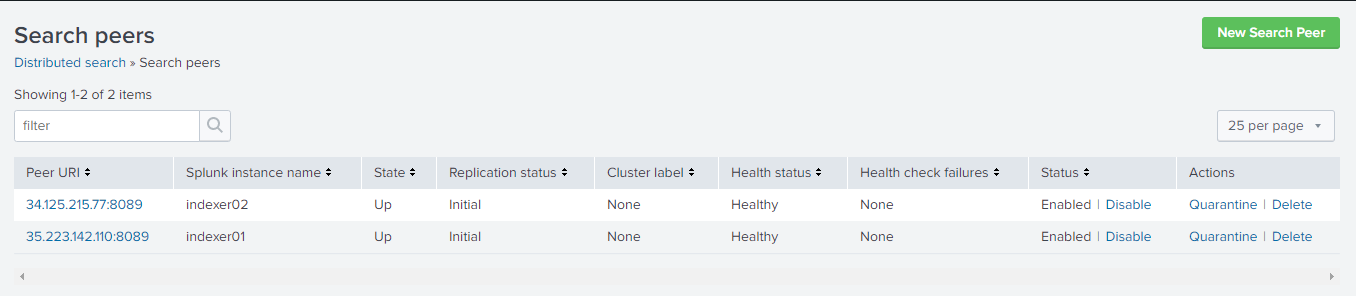 Search peers
New Search Peer
Distributed search » Search peers
Showing 1-2 of 2 items
filter
25 per page
Peer URI Splunk instance name State Replication status Cluster label Health status Health check failures Status Actions
34.125.215.77:8089 indexer02 Up Initial None Healthy None Enabled | Disable Quarantine | Delete
35.223.142.110:8089 indexer01 Up Initial None Healthy None Enabled | Disable Quarantine | Delete